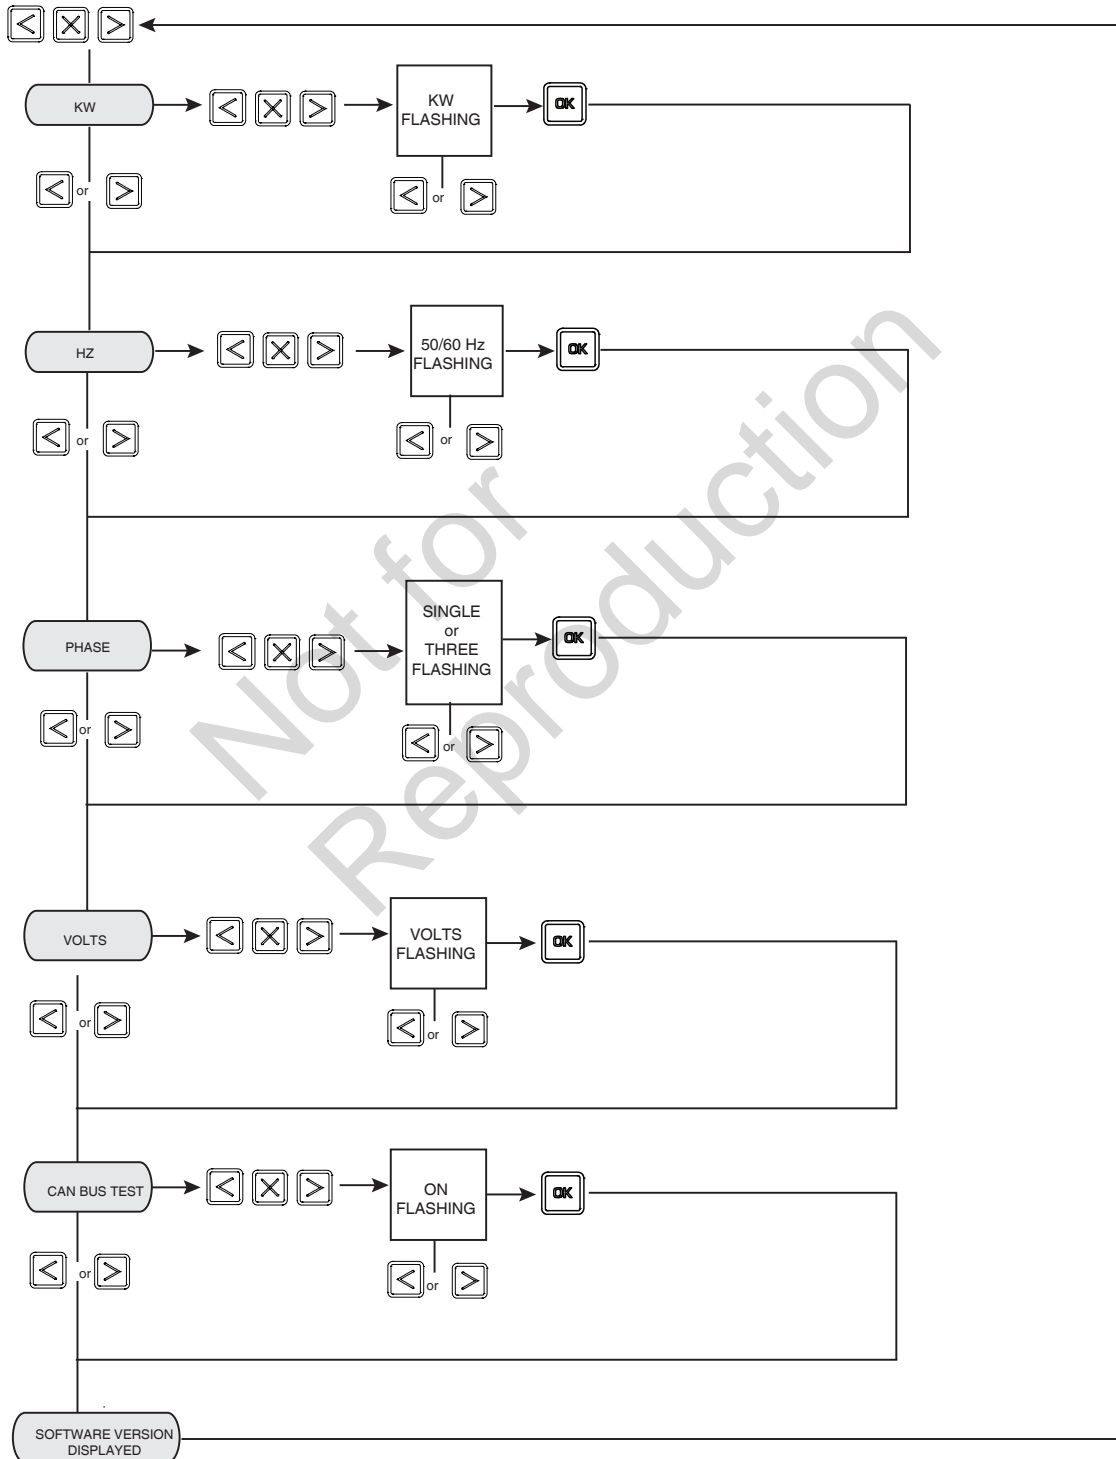 KW
KW
FLASHING
OK
or
or
HZ
50/60 Hz
FLASHING
OK
or
or
PHASE
SINGLE
or
THREE
FLASHING
OK
or
or
VOLTS
VOLTS
FLASHING
OK
or
or
CAN BUS TEST
ON
FLASHING
OK
or
or
SOFTWARE VERSION
DISPLAYED
Not for
Reproduction